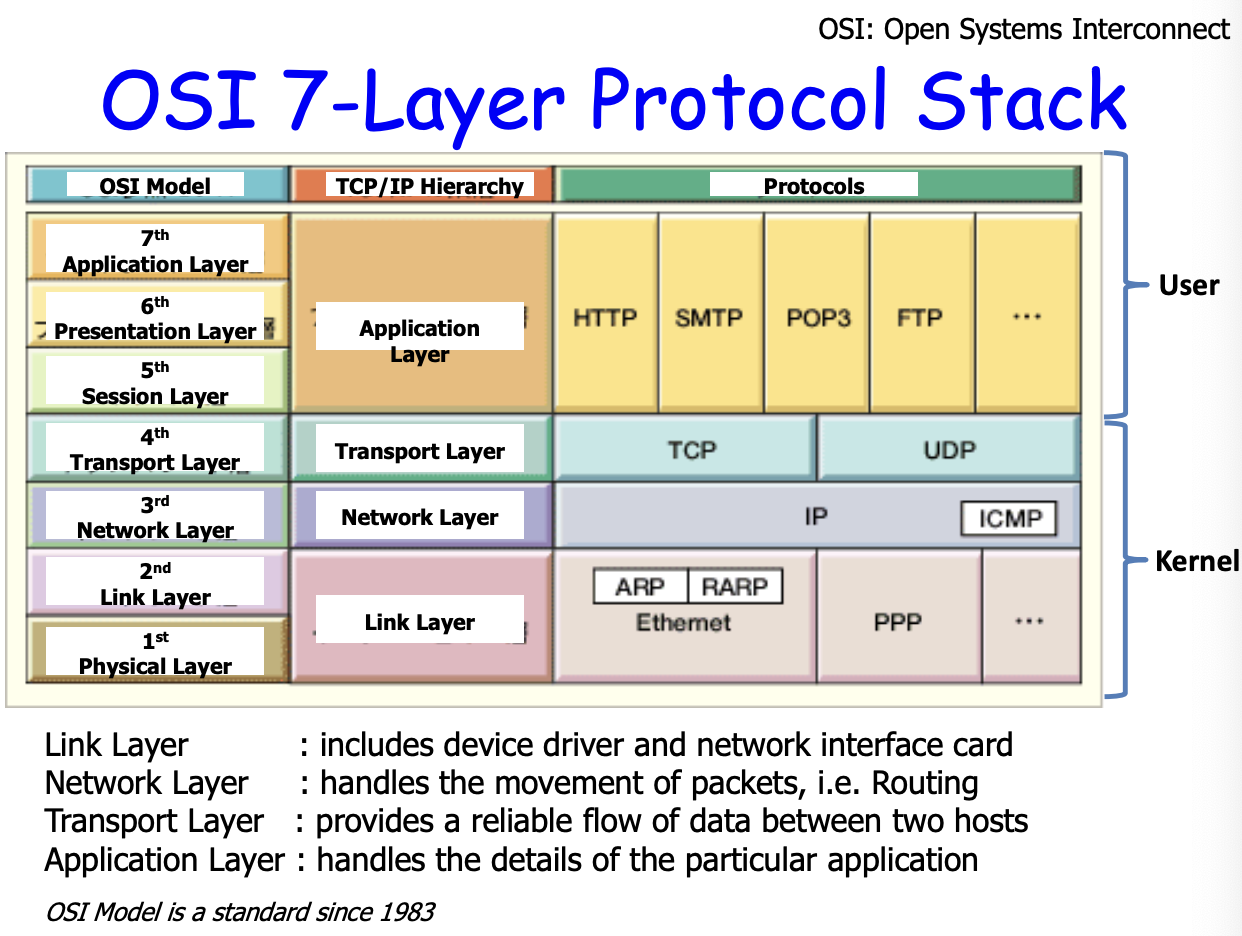 OSI: Open Systems Interconnect
OSI 7-Layer Protocol Stack
OSI Model
TCP/IP Hierarchy
Protocols
7th
Application Layer
6th
Presentation Layer
5th
Session Layer
Application
Layer
HTTP
SMTP
POP3
FTP
...
User
4th
Transport Layer
Transport Layer
TCP
UDP
3rd
Network Layer
Network Layer
IP
ICMP
Kernel
2nd
Link Layer
1st
Physical Layer
Link Layer
ARP
RARP
Ethernet
PPP
...
Link Layer : includes device driver and network interface card
Network Layer : handles the movement of packets, i.e. Routing
Transport Layer : provides a reliable flow of data between two hosts
Application Layer : handles the details of the particular application
OSI Model is a standard since 1983